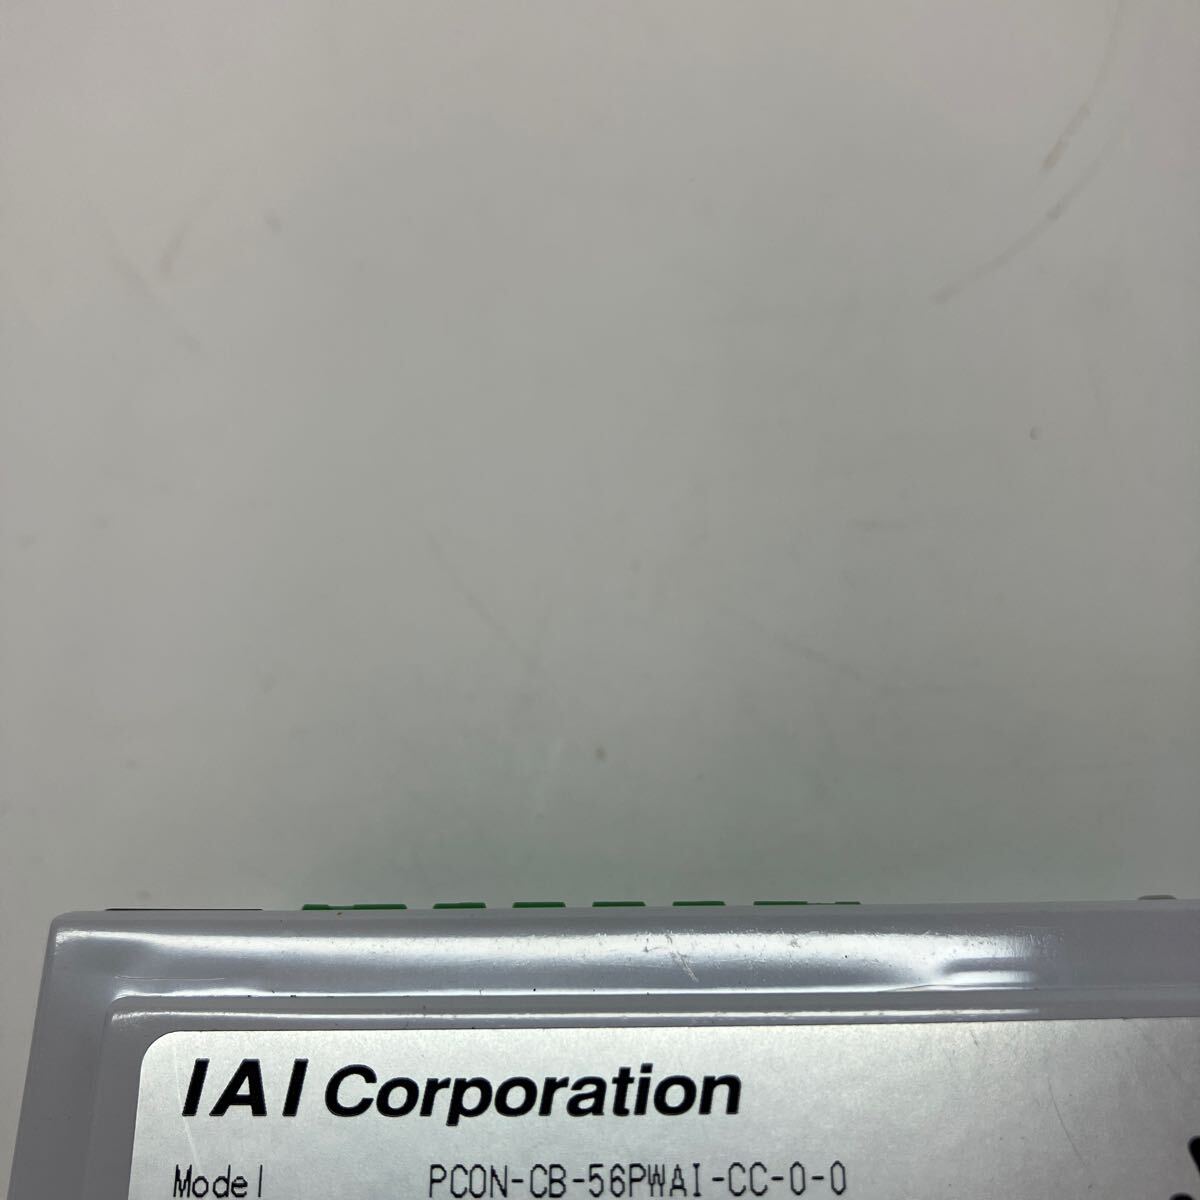 IAI Corporation
Model PCON-CB-56PWAI-CC-0-0